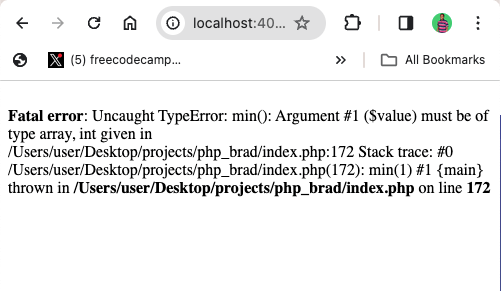 localhost:40...
(5) freecodecamp...
»
All Bookmarks
Fatal error: Uncaught TypeError: min(): Argument #1 ($value) must be of
type array, int given in
/Users/user/Desktop/projects/php_brad/index.php:172 Stack trace: #0
/Users/user/Desktop/projects/php_brad/index.php(172): min(1) #1 {main}
thrown in /Users/user/Desktop/projects/php_brad/index.php on line 172